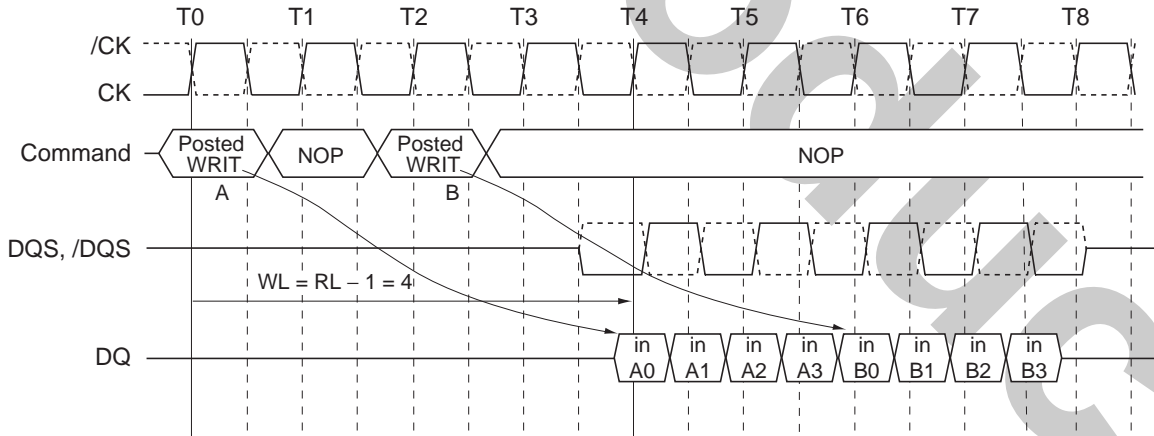 T0 T1 T2 T3 T4 T5 T6 T7 T8
/CK
CK
Command
Posted
WRIT
NOP
Posted
WRIT
NOP
A
B
DQS, /DQS
WL = RL − 1 = 4
DQ
in in in in in in in in
A0 A1 A2 A3 B0 B1 B2 B3